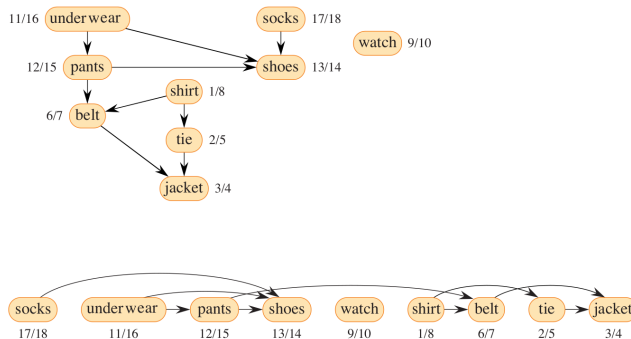 11/16 underwear socks 17/18
watch 9/10
12/15 pants shoes 13/14
shirt 1/8
6/7 belt
tie 2/5
jacket 3/4
socks underwear pants shoes watch shirt belt tie jacket
17/18 11/16 12/15 13/14 9/10 1/8 6/7 2/5 3/4